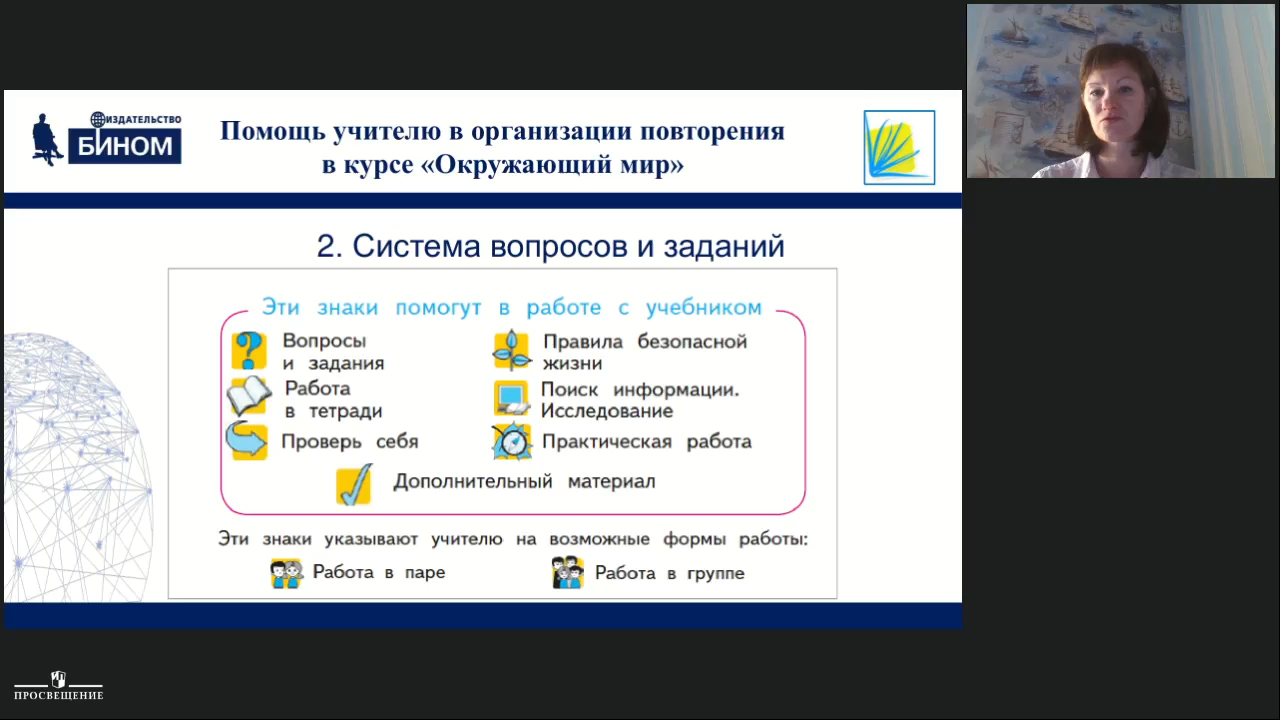 ИЗДАТЕЛЬСТВО
БИНОМ
Помощь учителю в организации повторения
в курсе «Окружающий мир»
2. Система вопросов и заданий
Эти знаки помогут в работе с учебником
Вопросы
и задания
Работа
в тетради
Проверь себя
Правила безопасной
жизни
Поиск информации.
Исследование
Практическая работа
Дополнительный материал
Эти знаки указывают учителю на возможные формы работы:
Работа в паре
Работа в группе
ПРОСВЕЩЕНИЕ